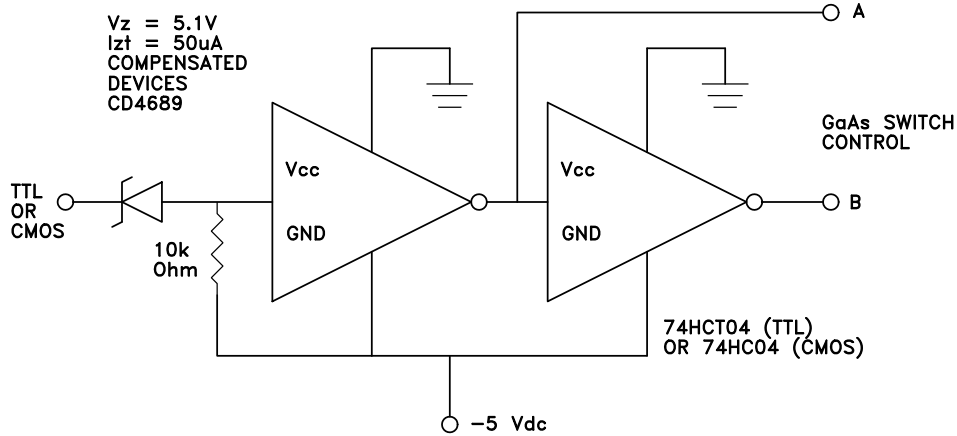 A
Vz = 5.1V
Izt = 50uA
COMPENSATED
DEVICES
CD4689
GaAs SWITCH
CONTROL
Vcc
Vcc
TTL
OR
CMOS
B
GND
GND
10k
Ohm
74HCT04 (TTL)
OR 74HC04 (CMOS)
-5 Vdc